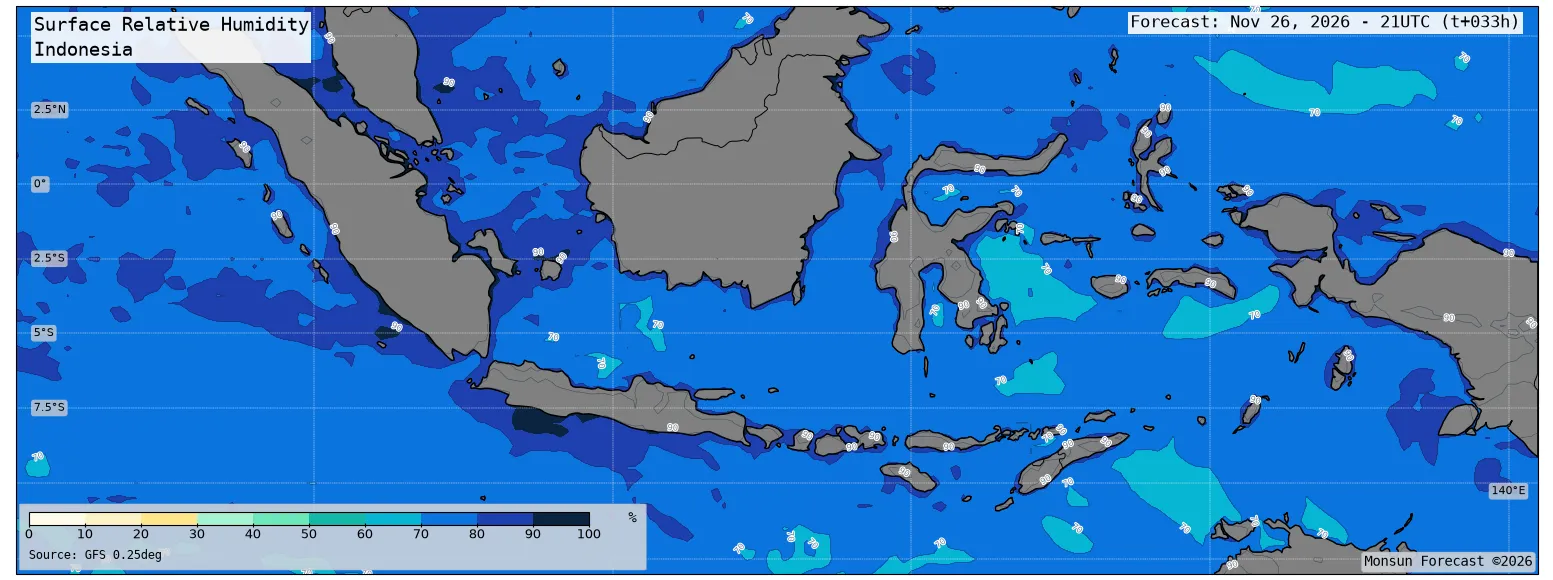 Surface Relative Humidity
Indonesia
Forecast: Nov 26, 2026 - 21UTC (t+033h)
2.5°N
0°
2.5°S
5°S
7.5°S
140°E
%
0 10 20 30 40 50 60 70 80 90 100
Source: GFS 0.25deg
Monsun Forecast ©2026